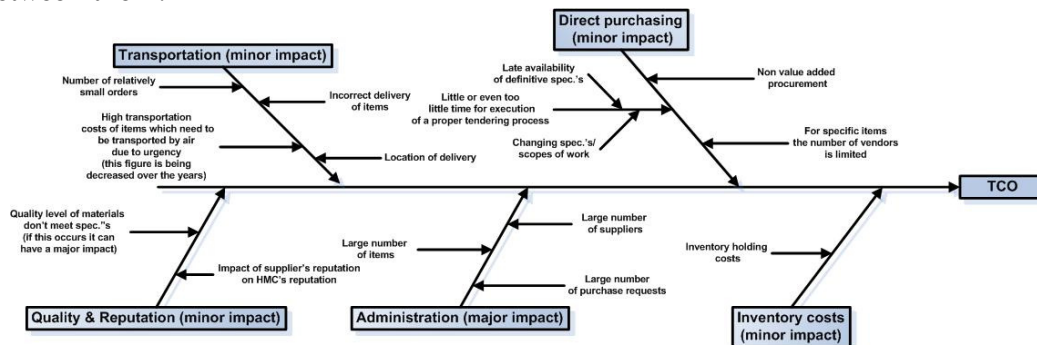 Direct purchasing
(minor impact)
Transportation (minor impact)
Number of relatively
small orders
Incorrect delivery
of items
High transportation
costs of items which need to
be transported by air
due to urgency
(this figure is being
decreased over the years)
Location of delivery
Late availability
of definitive spec.'s
Little or even too
little time for execution
of a proper tendering process
Changing spec.'s/
scopes of work
Non value added
procurement
For specific items
the number of vendors
is limited
TCO
Quality level of materials
don't meet spec."s
(if this occurs it can
have a major impact)
Impact of supplier's reputation
on HMC's reputation
Large number
of items
Large number
of suppliers
Large number
of purchase requests
Inventory holding
costs
Quality & Reputation (minor impact)
Administration (major impact)
Inventory costs
(minor impact)